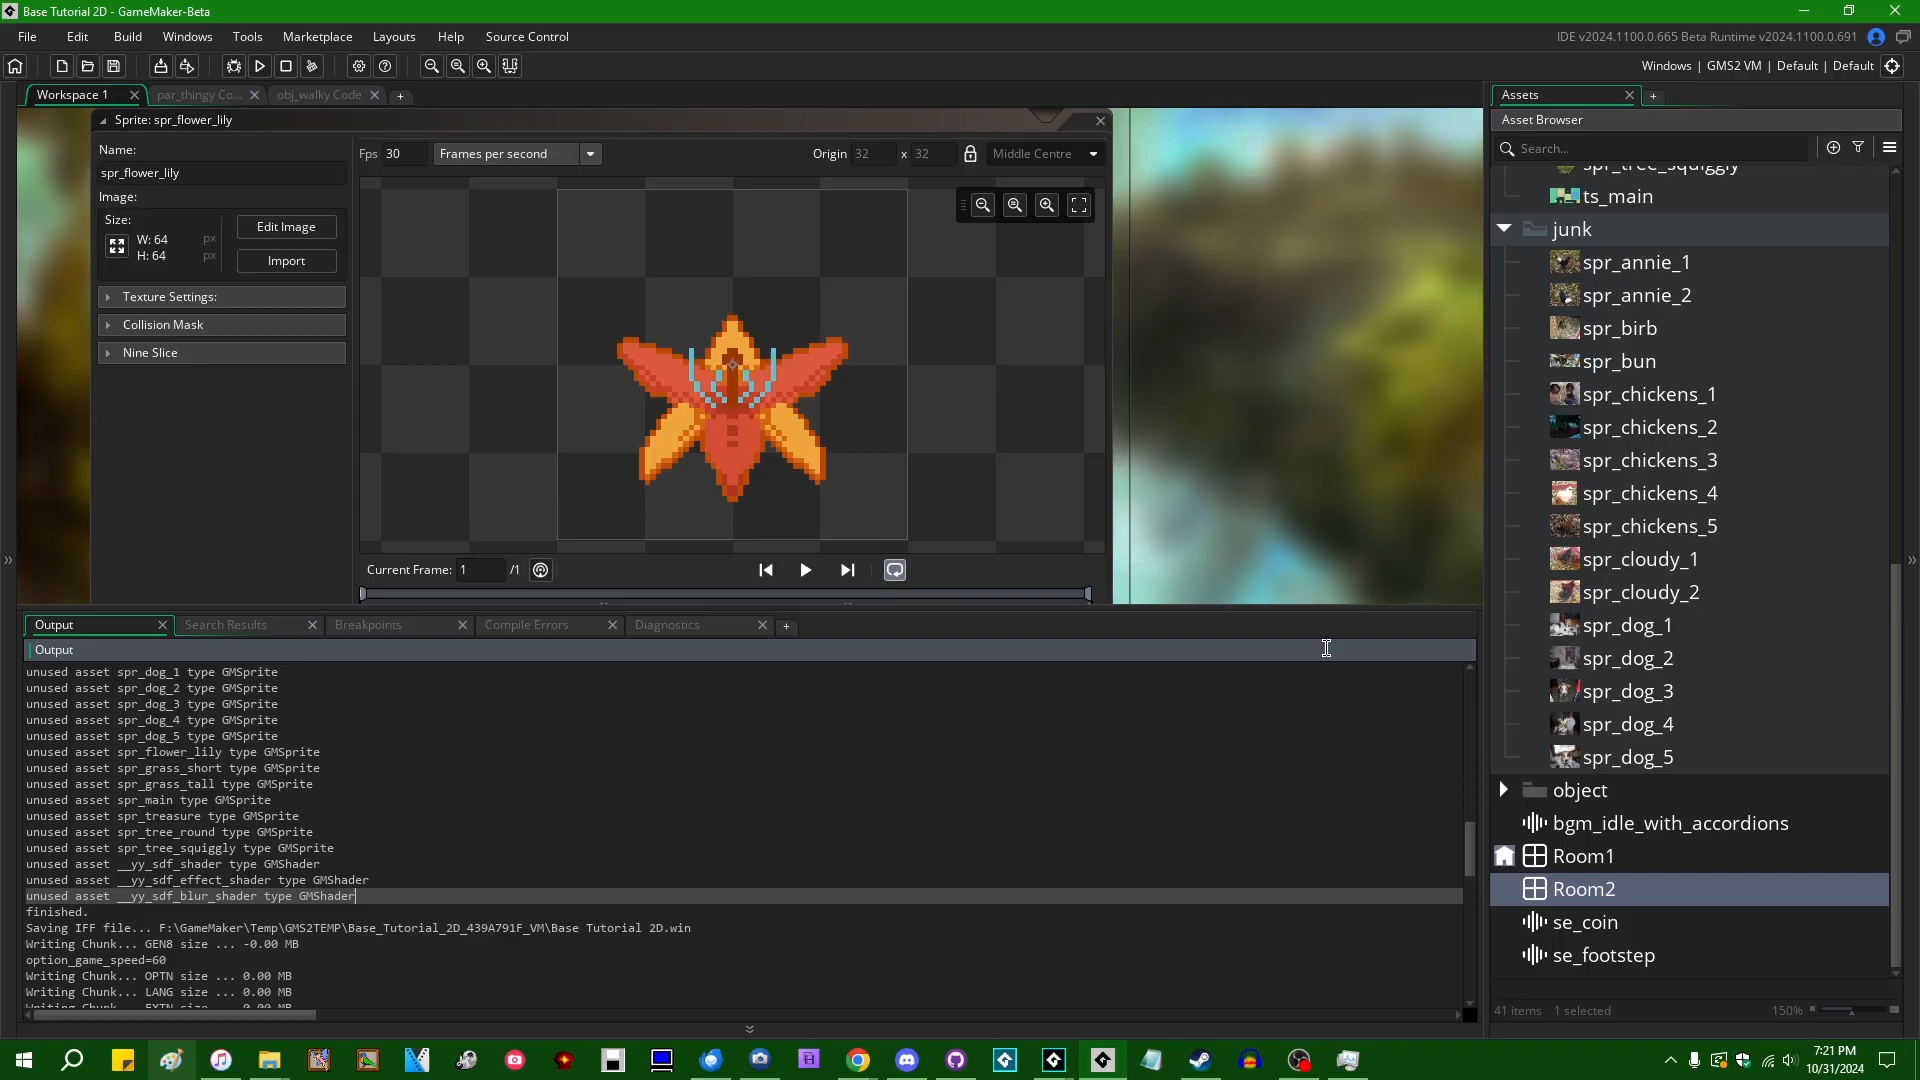 Base Tutorial 2D - GameMaker-Beta
File Edit Build Windows Tools Marketplace Layouts Help Source Control
IDE v2024.1100.0.665 Beta Runtime v2024.1100.0.691
Windows | GMS2 VM | Default | Default
Workspace 1
par_thingy Co...
obj_walky Code
Sprite: spr_flower_lily
Name:
spr_flower_lily
Image:
Size:
W: 64 px
H: 64 px
Edit Image
Import
Texture Settings:
Collision Mask
Nine Slice
Fps 30 Frames per second
Origin 32 x 32 Middle Centre
Current Frame: 1 /1
Output
Search Results
Breakpoints
Compile Errors
Diagnostics
Output
unused asset spr_dog_1 type GMSprite
unused asset spr_dog_2 type GMSprite
unused asset spr_dog_3 type GMSprite
unused asset spr_dog_4 type GMSprite
unused asset spr_dog_5 type GMSprite
unused asset spr_flower_lily type GMSprite
unused asset spr_grass_short type GMSprite
unused asset spr_grass_tall type GMSprite
unused asset spr_main type GMSprite
unused asset spr_treasure type GMSprite
unused asset spr_tree_round type GMSprite
unused asset spr_tree_squiggly type GMSprite
unused asset __yy_sdf_shader type GMShader
unused asset __yy_sdf_effect_shader type GMShader
unused asset __yy_sdf_blur_shader type GMShader
finished.
Saving IFF file... F:\GameMaker\Temp\GMS2TEMP\Base_Tutorial_2D_439A791F_VM\Base Tutorial 2D.win
Writing Chunk... GEN8 size ... -0.00 MB
option_game_speed=60
Writing Chunk... OPTN size ... 0.00 MB
Writing Chunk... LANG size ... 0.00 MB
Writing Chunk... EXTN size ... 0.00 MB
Assets
Asset Browser
Search...
spr_tree_squiggly
ts_main
junk
spr_annie_1
spr_annie_2
spr_birb
spr_bun
spr_chickens_1
spr_chickens_2
spr_chickens_3
spr_chickens_4
spr_chickens_5
spr_cloudy_1
spr_cloudy_2
spr_dog_1
spr_dog_2
spr_dog_3
spr_dog_4
spr_dog_5
object
bgm_idle_with_accordions
Room1
Room2
se_coin
se_footstep
41 items 1 selected 150%
7:21 PM
10/31/2024